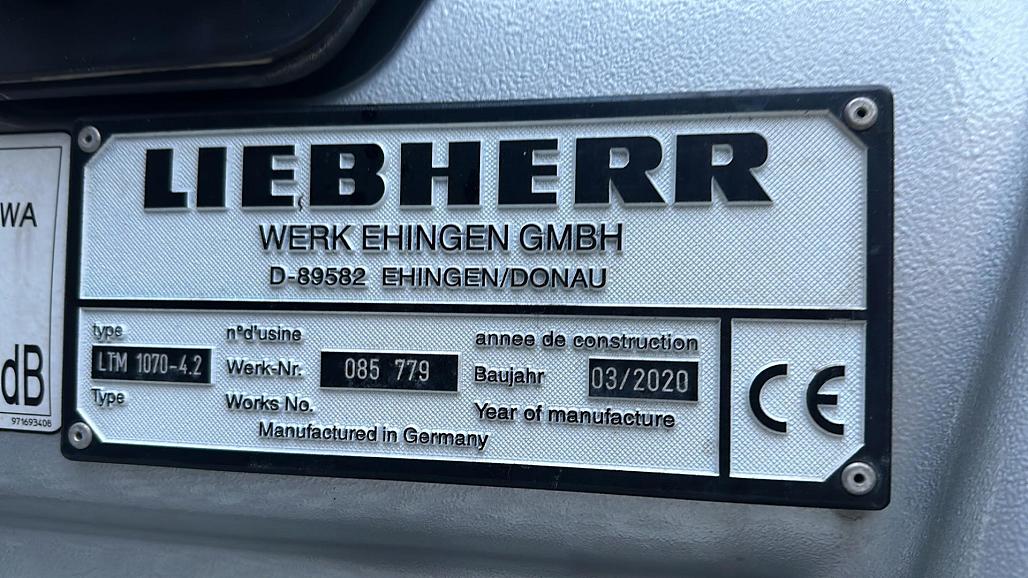 LIEBHERR
WERK EHINGEN GMBH
D-89582 EHINGEN/DONAU
type
LTM 1070-4.2
Type
n°d'usine
Werk-Nr. 085 779
Works No.
annee de construction
Baujahr 03/2020
Year of manufacture
Manufactured in Germany
CE
WA
dB
971693408